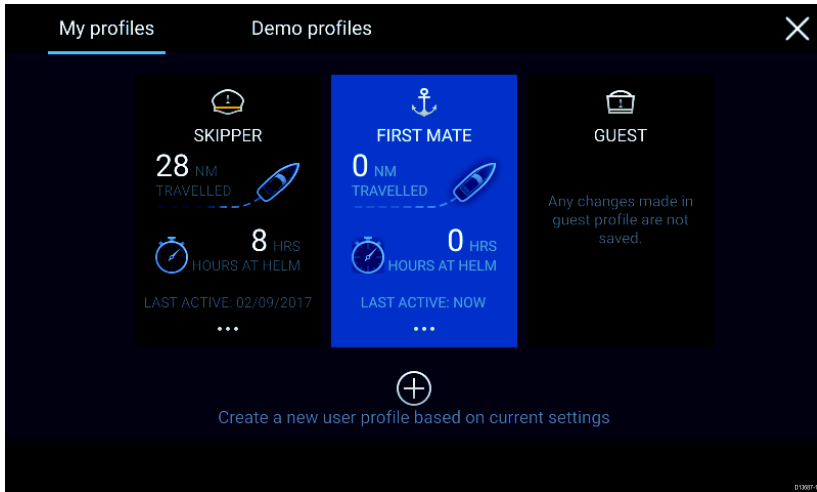 My profiles
Demo profiles
SKIPPER
28 NM
TRAVELLED
8 HRS
HOURS AT HELM
LAST ACTIVE: 02/09/2017
FIRST MATE
0 NM
TRAVELLED
0 HRS
HOURS AT HELM
LAST ACTIVE: NOW
GUEST
Any changes made in
guest profile are not
saved.
Create a new user profile based on current settings
D13687-1